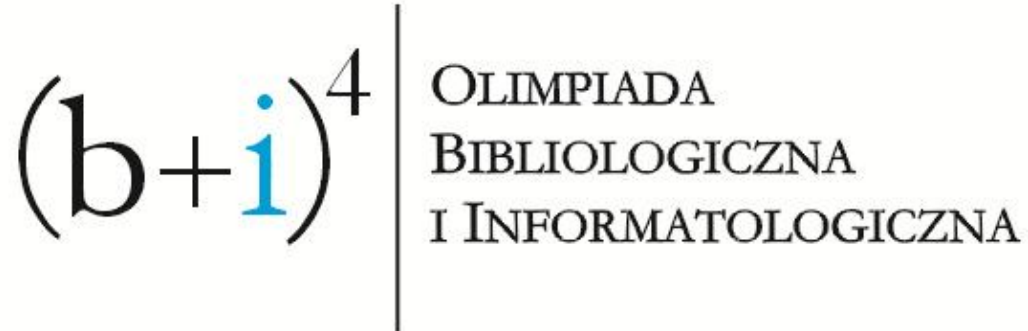 (b+i)4
OLIMPIADA
BIBLIOLOGICZNA
I INFORMATOLOGICZNA